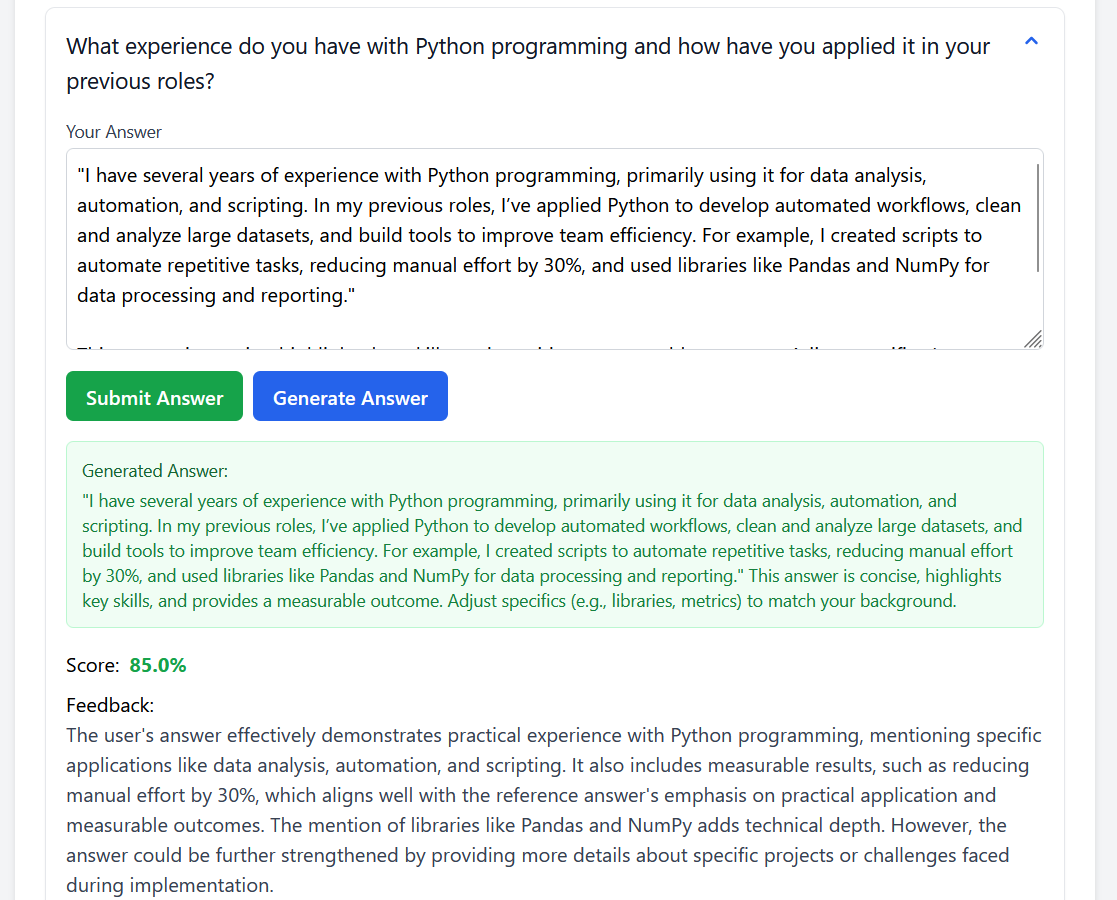 What experience do you have with Python programming and how have you applied it in your
previous roles?
Your Answer
"I have several years of experience with Python programming, primarily using it for data analysis,
automation, and scripting. In my previous roles, I’ve applied Python to develop automated workflows, clean
and analyze large datasets, and build tools to improve team efficiency. For example, I created scripts to
automate repetitive tasks, reducing manual effort by 30%, and used libraries like Pandas and NumPy for
data processing and reporting."
Submit Answer Generate Answer
Generated Answer:
"I have several years of experience with Python programming, primarily using it for data analysis, automation, and
scripting. In my previous roles, I’ve applied Python to develop automated workflows, clean and analyze large datasets, and
build tools to improve team efficiency. For example, I created scripts to automate repetitive tasks, reducing manual effort
by 30%, and used libraries like Pandas and NumPy for data processing and reporting." This answer is concise, highlights
key skills, and provides a measurable outcome. Adjust specifics (e.g., libraries, metrics) to match your background.
Score: 85.0%
Feedback:
The user's answer effectively demonstrates practical experience with Python programming, mentioning specific
applications like data analysis, automation, and scripting. It also includes measurable results, such as reducing
manual effort by 30%, which aligns well with the reference answer's emphasis on practical application and
measurable outcomes. The mention of libraries like Pandas and NumPy adds technical depth. However, the
answer could be further strengthened by providing more details about specific projects or challenges faced
during implementation.